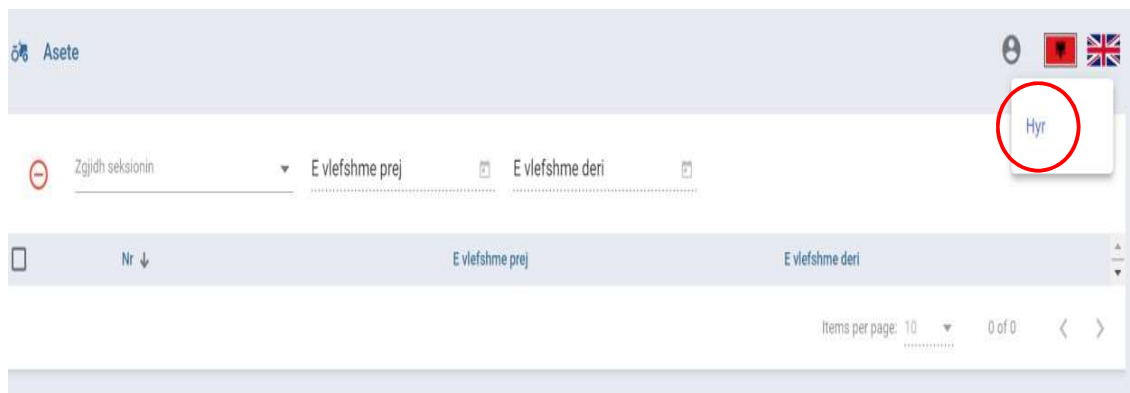 Asete
Hyr
Zgjidh seksionin E vlefshme prej E vlefshme deri
Nr E vlefshme prej E vlefshme deri
Items per page: 10 0 of 0